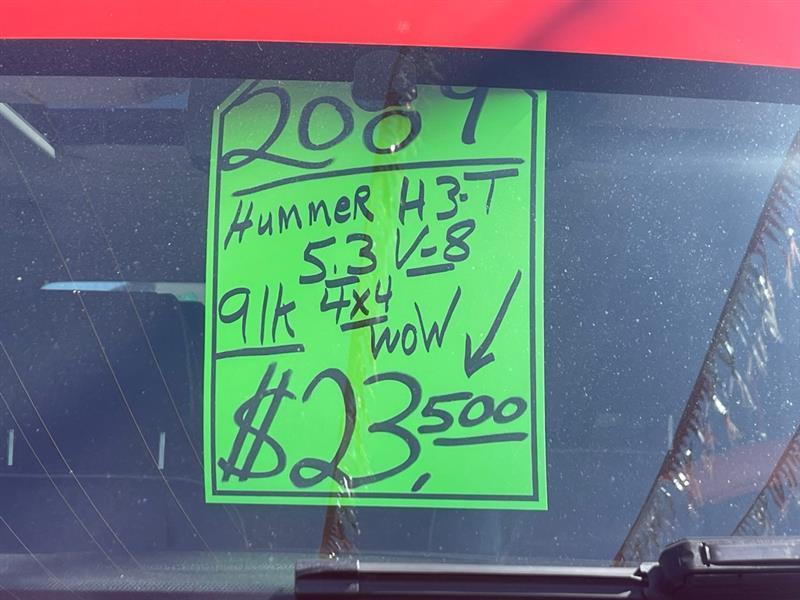 2009
HUMMER H3-T
5.3 V-8
91K 4x4
WOW
$23,500